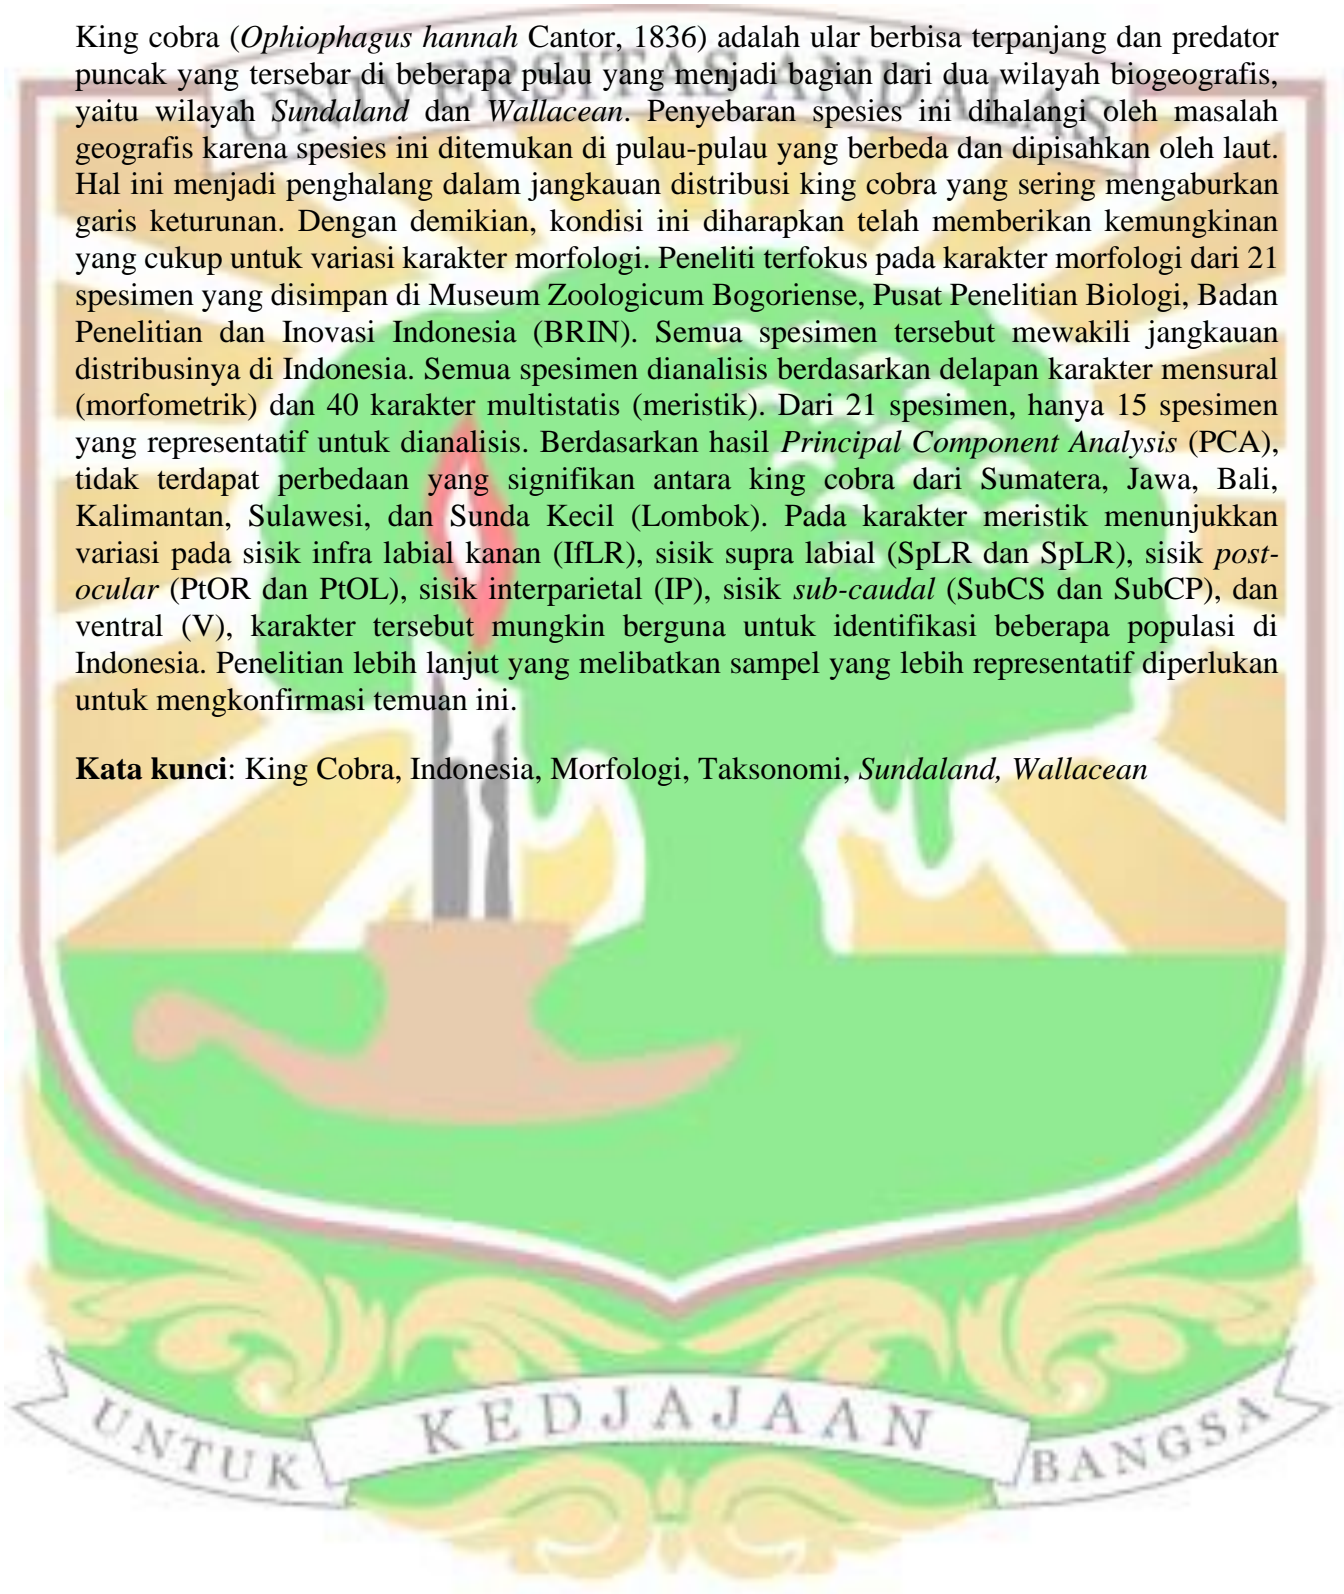 King cobra (Ophiophagus hannah Cantor, 1836) adalah ular berbisa terpanjang dan predator
puncak yang tersebar di beberapa pulau yang menjadi bagian dari dua wilayah biogeografis,
yaitu wilayah Sundaland dan Wallacean. Penyebaran spesies ini dihalangi oleh masalah
geografis karena spesies ini ditemukan di pulau-pulau yang berbeda dan dipisahkan oleh laut.
Hal ini menjadi penghalang dalam jangkauan distribusi king cobra yang sering mengaburkan
garis keturunan. Dengan demikian, kondisi ini diharapkan telah memberikan kemungkinan
yang cukup untuk variasi karakter morfologi. Peneliti terfokus pada karakter morfologi dari 21
spesimen yang disimpan di Museum Zoologicum Bogoriense, Pusat Penelitian Biologi, Badan
Penelitian dan Inovasi Indonesia (BRIN). Semua spesimen tersebut mewakili jangkauan
distribusinya di Indonesia. Semua spesimen dianalisis berdasarkan delapan karakter mensural
(morfometrik) dan 40 karakter multistatis (meristik). Dari 21 spesimen, hanya 15 spesimen
yang representatif untuk dianalisis. Berdasarkan hasil Principal Component Analysis (PCA),
tidak terdapat perbedaan yang signifikan antara king cobra dari Sumatera, Jawa, Bali,
Kalimantan, Sulawesi, dan Sunda Kecil (Lombok). Pada karakter meristik menunjukkan
variasi pada sisik infra labial kanan (IfLR), sisik supra labial (SpLR dan SpLR), sisik post-
ocular (PtOR dan PtOL), sisik interparietal (IP), sisik sub-caudal (SubCS dan SubCP), dan
ventral (V), karakter tersebut mungkin berguna untuk identifikasi beberapa populasi di
Indonesia. Penelitian lebih lanjut yang melibatkan sampel yang lebih representatif diperlukan
untuk mengkonfirmasi temuan ini.
Kata kunci: King Cobra, Indonesia, Morfologi, Taksonomi, Sundaland, Wallacean
UNIVERSITAS ANDALAS
UNTUK KEDJAJAAN BANGSA